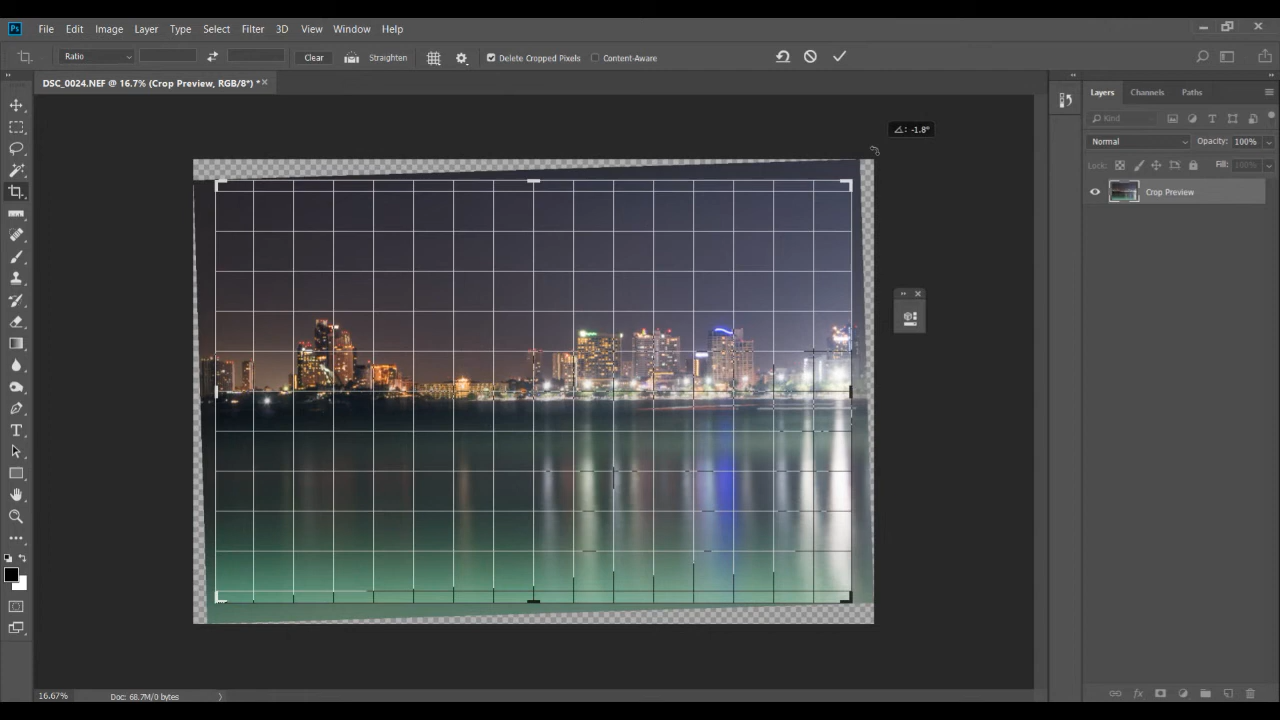 Ps File Edit Image Layer Type Select Filter 3D View Window Help
Ratio Clear Straighten Delete Cropped Pixels Content-Aware
DSC_0024.NEF @ 16.7% (Crop Preview, RGB/8*) *
Layers Channels Paths
Kind
-1.8°
Normal Opacity: 100%
Lock: Fill: 100%
Crop Preview
16.67% Doc: 68.7M/0 bytes